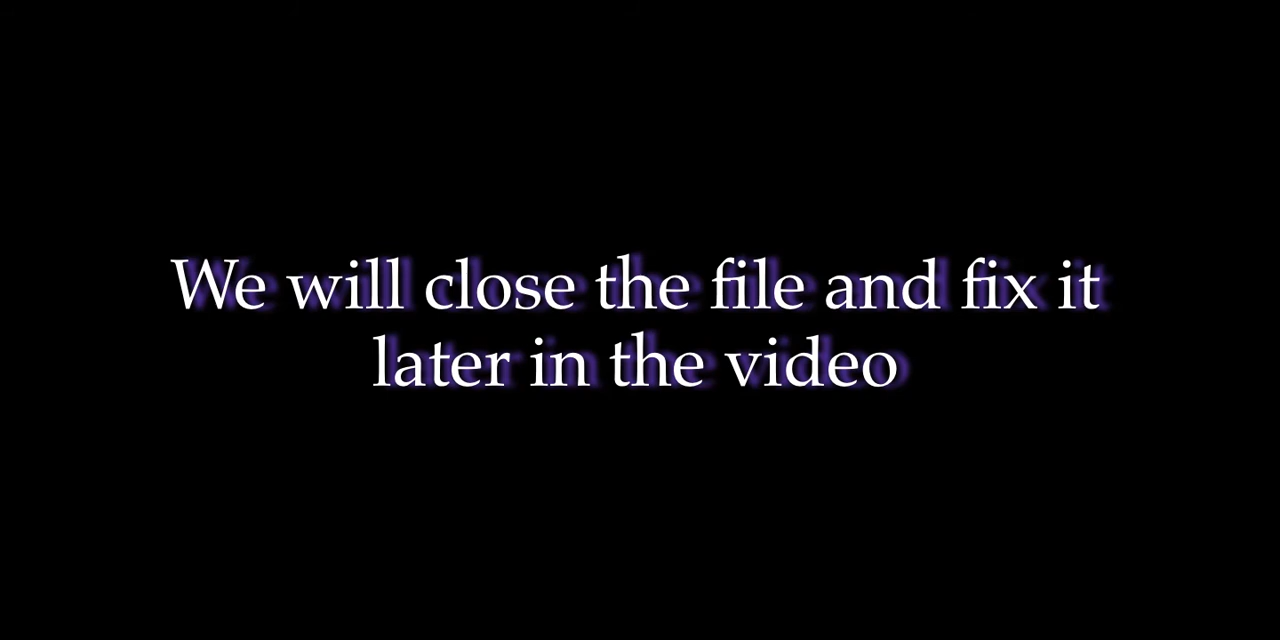 We will close the file and fix it
later in the video